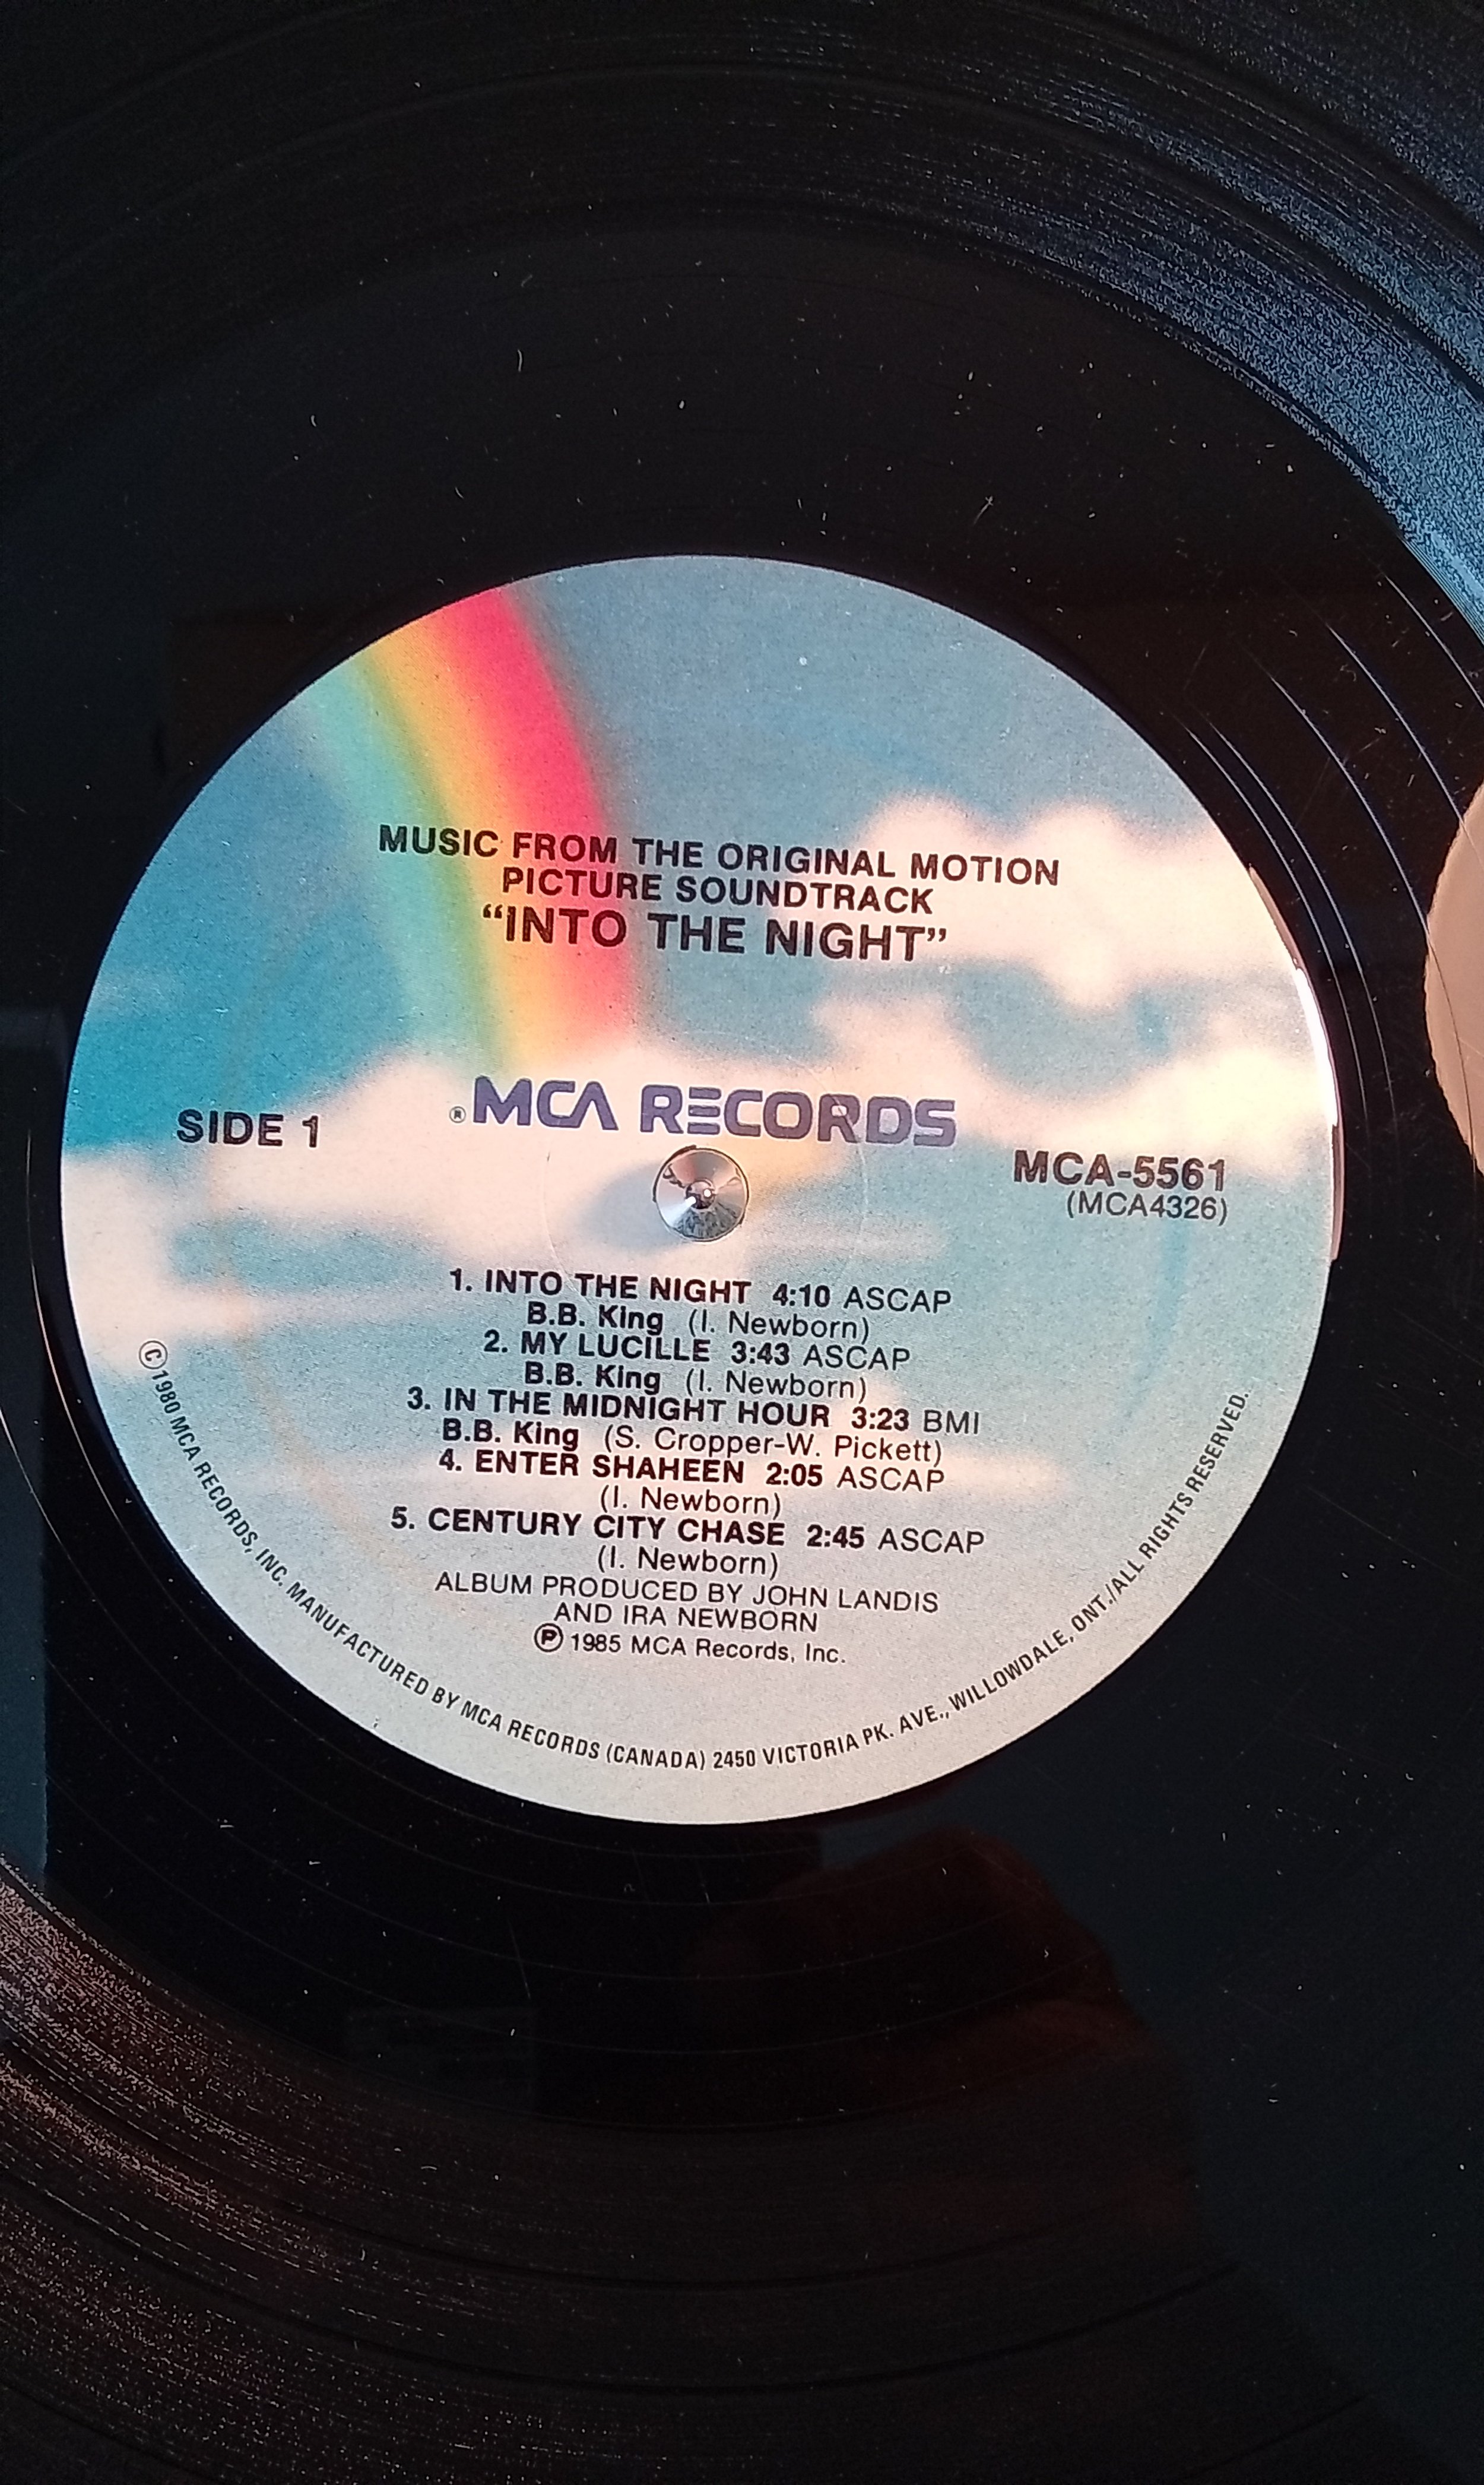 MUSIC FROM THE ORIGINAL MOTION
PICTURE SOUNDTRACK
“INTO THE NIGHT”
®MCA RECORDS
SIDE 1
MCA-5561
(MCA4326)
1. INTO THE NIGHT 4:10 ASCAP
B.B. King (I. Newborn)
2. MY LUCILLE 3:43 ASCAP
B.B. King (I. Newborn)
3. IN THE MIDNIGHT HOUR 3:23 BMI
B.B. King (S. Cropper-W. Pickett)
4. ENTER SHAHEEN 2:05 ASCAP
(I. Newborn)
5. CENTURY CITY CHASE 2:45 ASCAP
(I. Newborn)
ALBUM PRODUCED BY JOHN LANDIS
AND IRA NEWBORN
℗ 1985 MCA Records, Inc.
© 1980 MCA RECORDS, INC. MANUFACTURED BY MCA RECORDS (CANADA) 2450 VICTORIA PK. AVE., WILLOWDALE, ONT./ALL RIGHTS RESERVED.